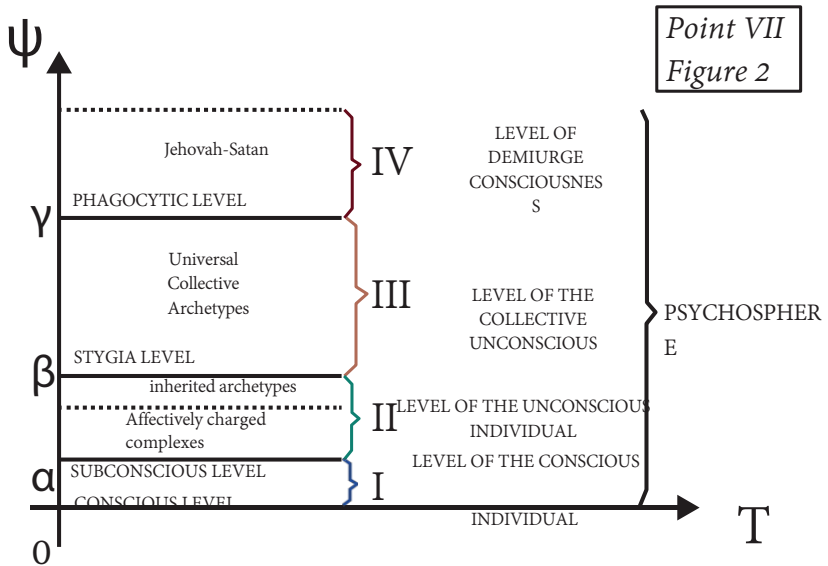 Point VII
Figure 2
Ψ
Jehovah-Satan
IV
LEVEL OF
DEMIURGE
CONSCIOUSNES
S
PHAGOCYTIC LEVEL
γ
Universal
Collective
Archetypes
III
LEVEL OF THE
COLLECTIVE
UNCONSCIOUS
PSYCHOSPHER
E
STYGIA LEVEL
β
inherited archetypes
Affectively charged
complexes
II
LEVEL OF THE UNCONSCIOUS
INDIVIDUAL
SUBCONSCIOUS LEVEL
α
CONSCIOUS LEVEL
I
LEVEL OF THE CONSCIOUS
INDIVIDUAL
T
0